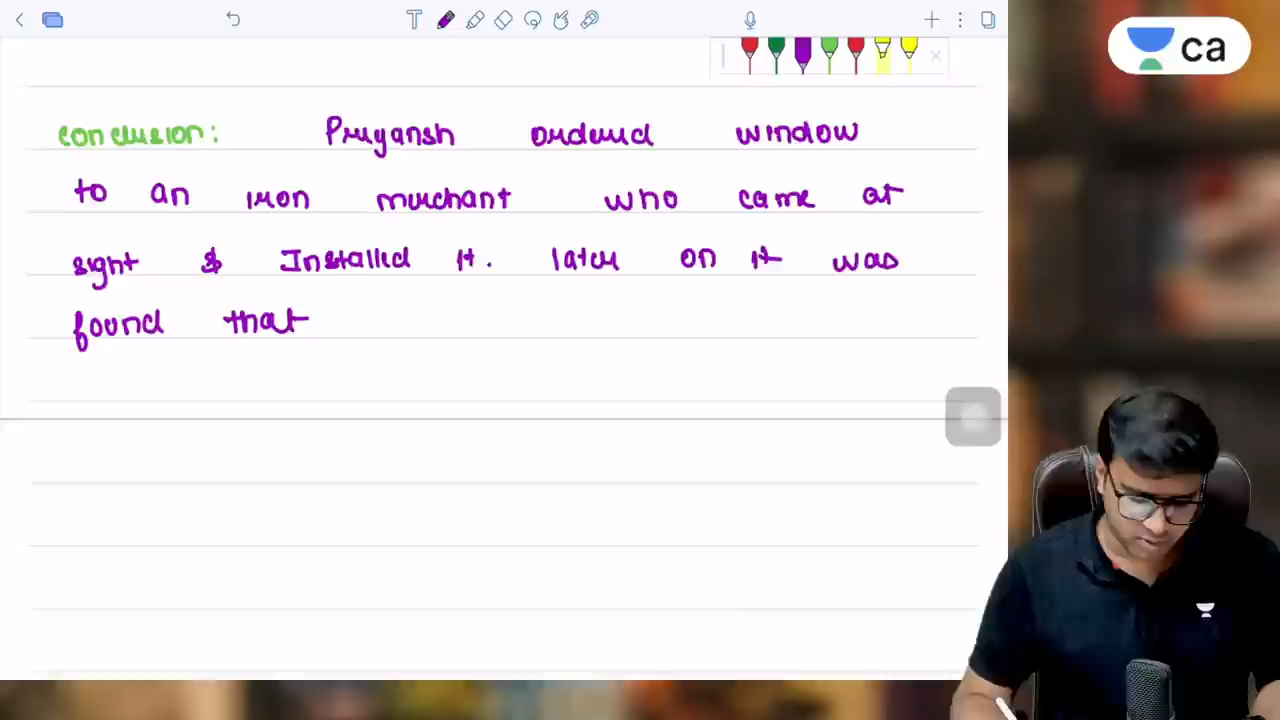 ca
conclusion: Priyansh ordered window
to an iron merchant who came at
sight & Installed it. later on it was
found that